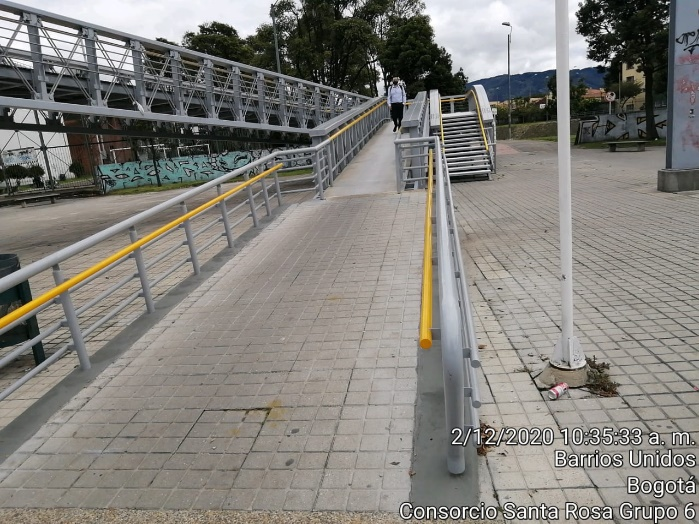 2/12/2020 10:35:33 a. m.
Barrios Unidos
Bogotá
Consorcio Santa Rosa Grupo 6